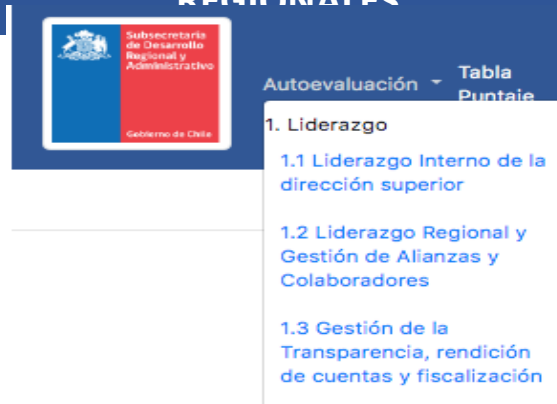 REGIONALES
Subsecretaría
de Desarrollo
Regional y
Administrativo
Gobierno de Chile
Autoevaluación
Tabla
Puntaje
1. Liderazgo
1.1 Liderazgo Interno de la
dirección superior
1.2 Liderazgo Regional y
Gestión de Alianzas y
Colaboradores
1.3 Gestión de la
Transparencia, rendición
de cuentas y fiscalización